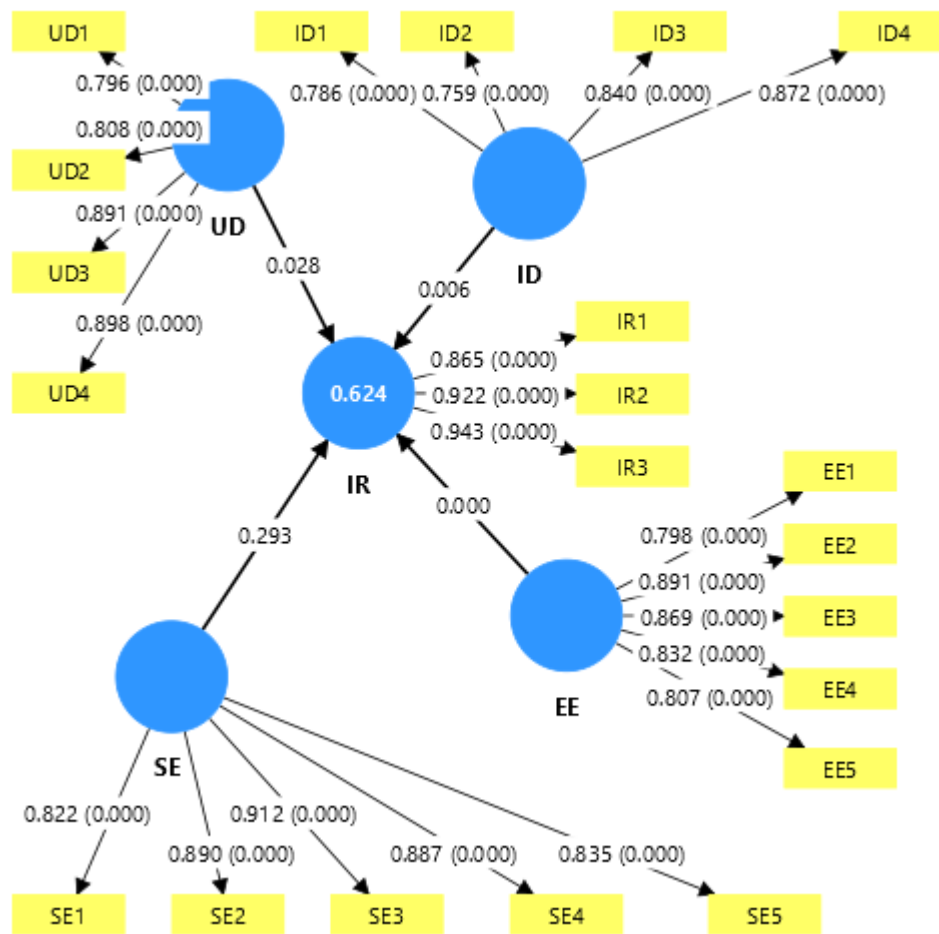 UD1
ID1
ID2
ID3
ID4
0.796 (0.000)
0.786 (0.000)
0.759 (0.000)
0.840 (0.000)
0.872 (0.000)
0.808 (0.000)
UD2
0.891 (0.000)
UD
UD3
0.028
ID
0.006
0.898 (0.000)
IR1
0.865 (0.000)
UD4
0.624
0.922 (0.000)
IR2
0.943 (0.000)
IR3
IR
EE1
0.000
0.293
0.798 (0.000)
EE2
0.891 (0.000)
0.869 (0.000)
EE3
0.832 (0.000)
EE4
0.807 (0.000)
EE
EE5
SE
0.822 (0.000)
0.912 (0.000)
0.890 (0.000)
0.887 (0.000)
0.835 (0.000)
SE1
SE2
SE3
SE4
SE5